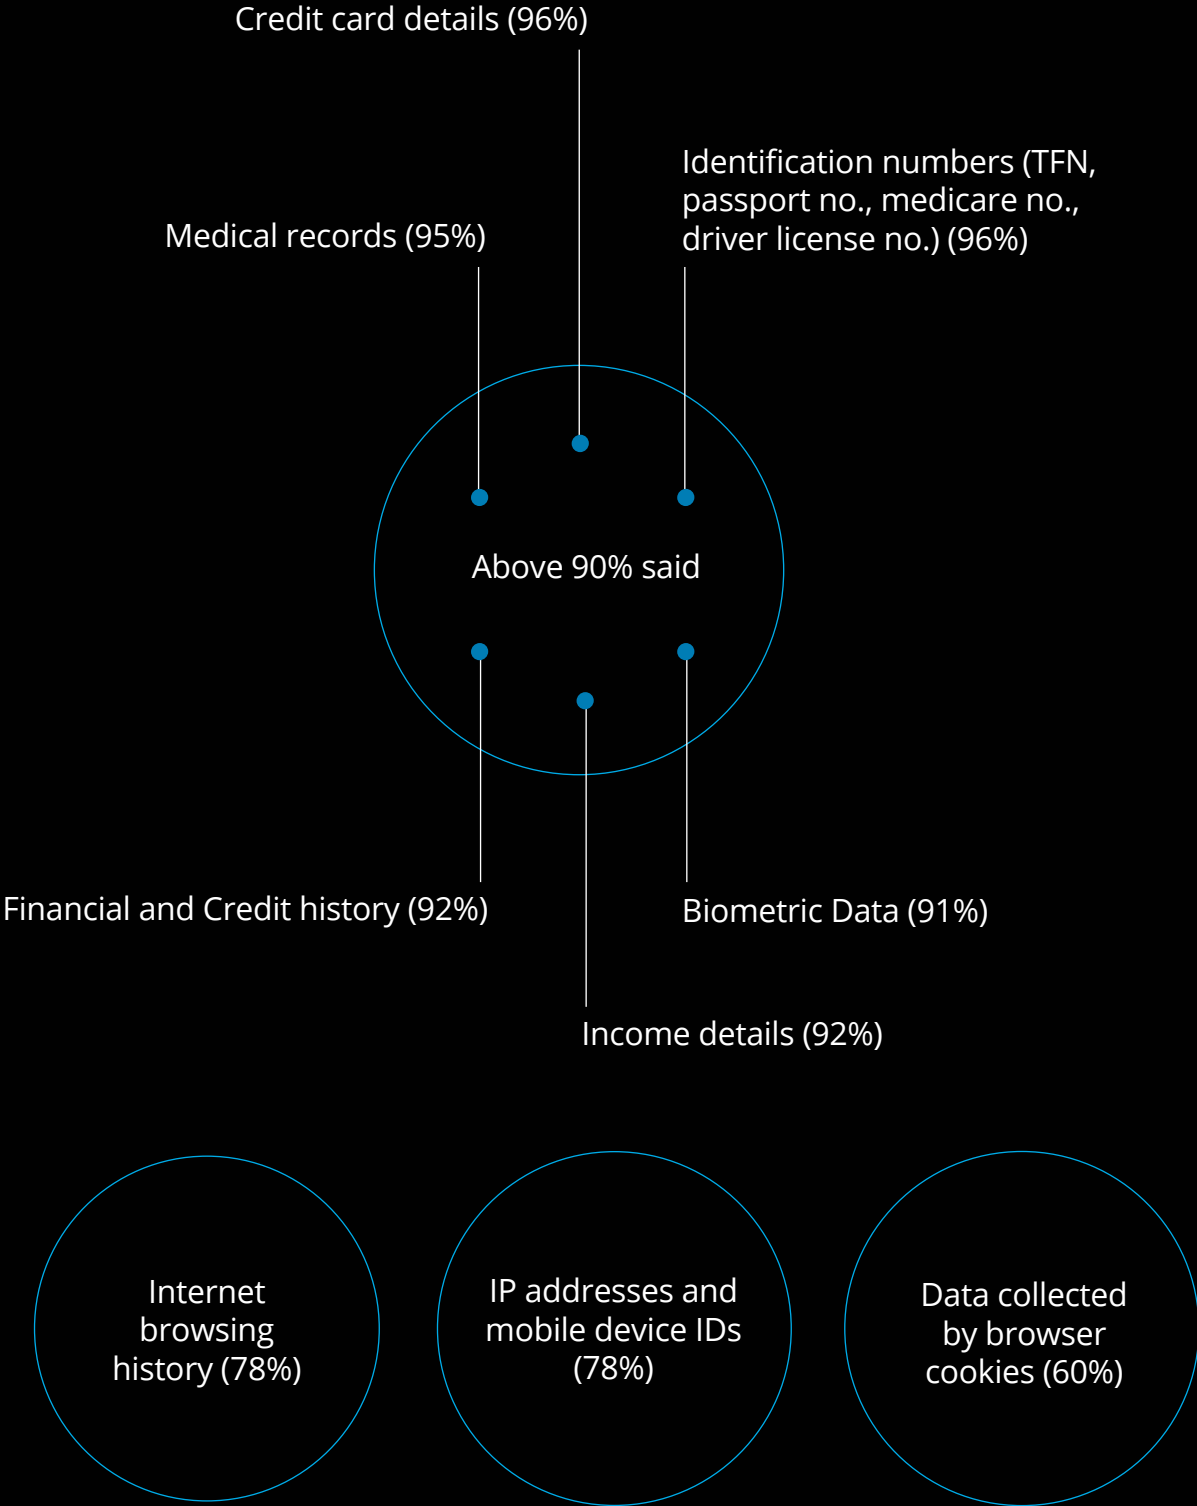 Credit card details (96%)
Identification numbers (TFN,
passport no., medicare no.,
driver license no.) (96%)
Medical records (95%)
Above 90% said
Financial and Credit history (92%)
Biometric Data (91%)
Income details (92%)
Internet
browsing
history (78%)
IP addresses and
mobile device IDs
(78%)
Data collected
by browser
cookies (60%)